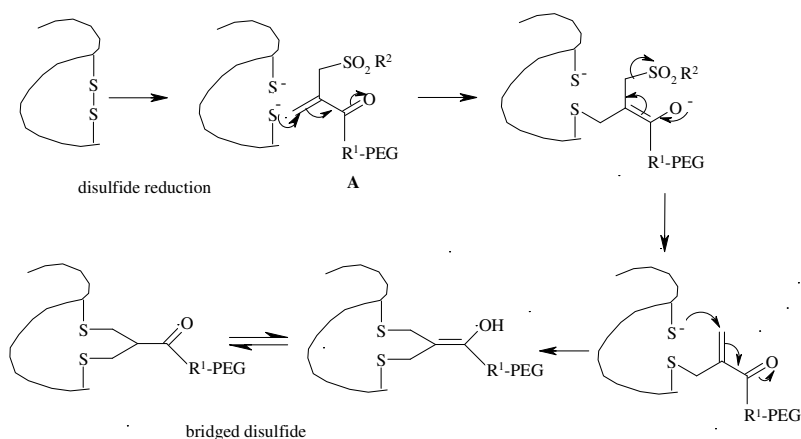 S
S
S-
S-
SO2 R2
O
R1-PEG
A
disulfide reduction
S-
S
SO2 R2
O-
R1-PEG
S
S
O
R1-PEG
bridged disulfide
S
S
OH
R1-PEG
S-
S
O
R1-PEG